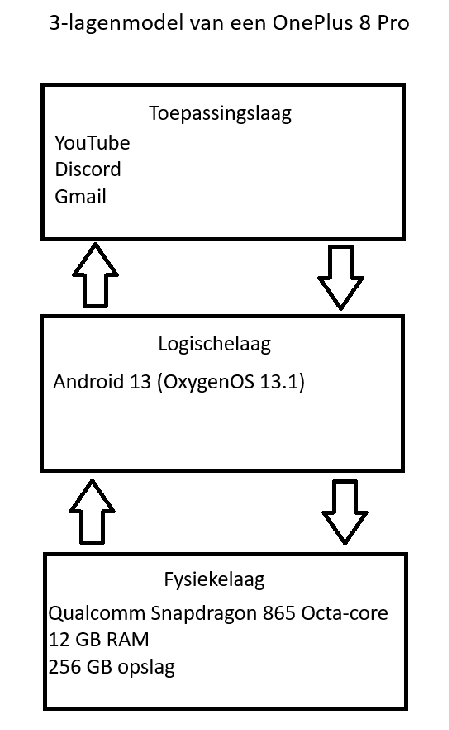 3-lagenmodel van een OnePlus 8 Pro
Toepassingslaag
YouTube
Discord
Gmail
Logischelaag
Android 13 (OxygenOS 13.1)
Fysiekelaag
Qualcomm Snapdragon 865 Octa-core
12 GB RAM
256 GB opslag